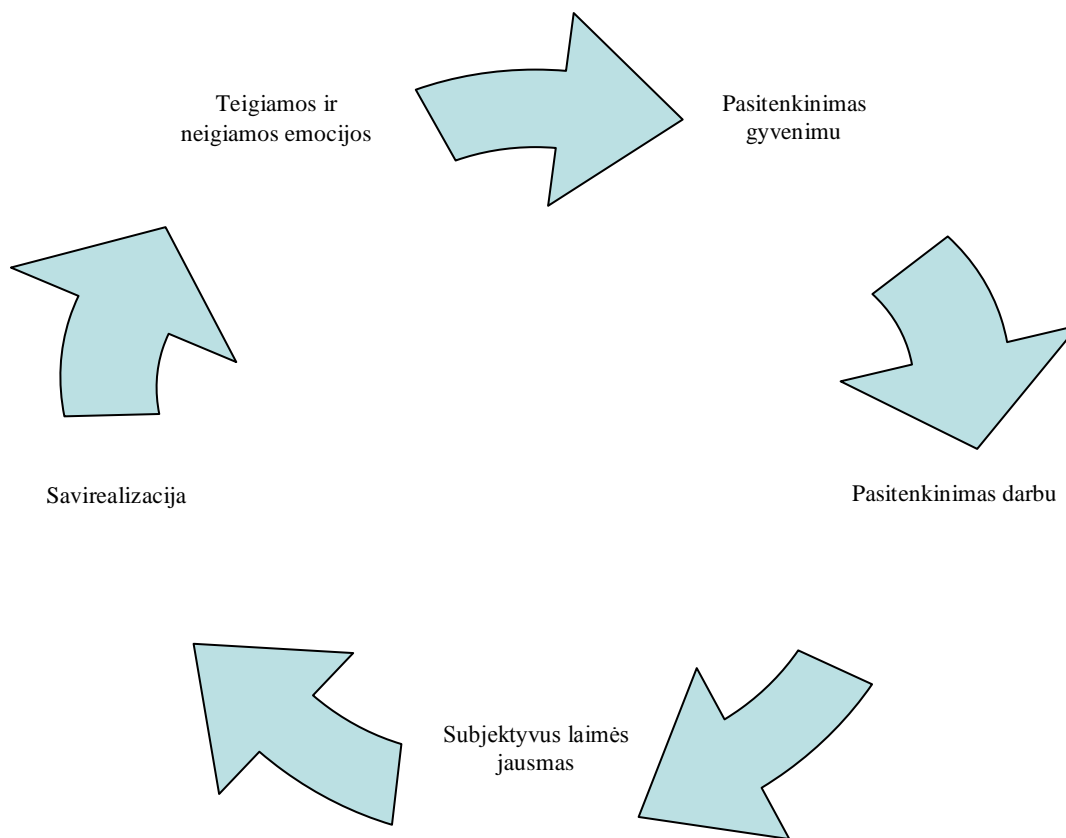 Teigiamos ir
neigiamos emocijos
Pasitenkinimas
gyvenimu
Pasitenkinimas darbu
Subjektyvus laimės
jausmas
Savirealizacija